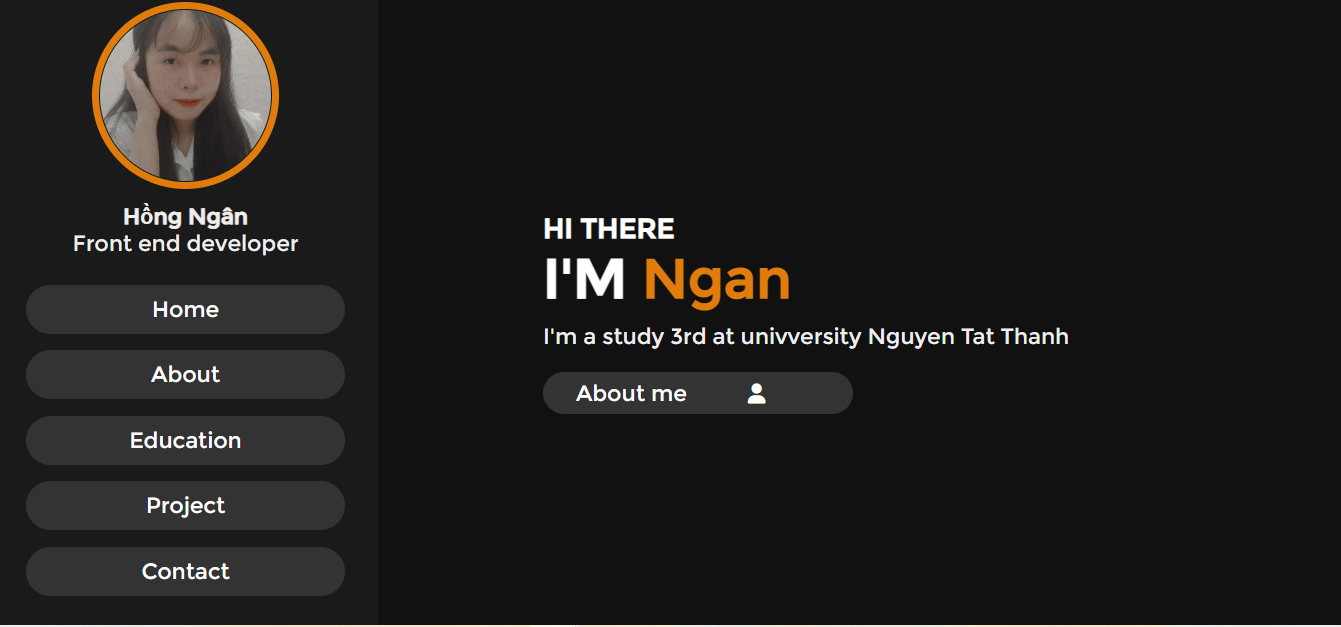 Hồng Ngân
Front end developer
Home
About
Education
Project
Contact
HI THERE
I'M Ngan
I'm a study 3rd at univversity Nguyen Tat Thanh
About me